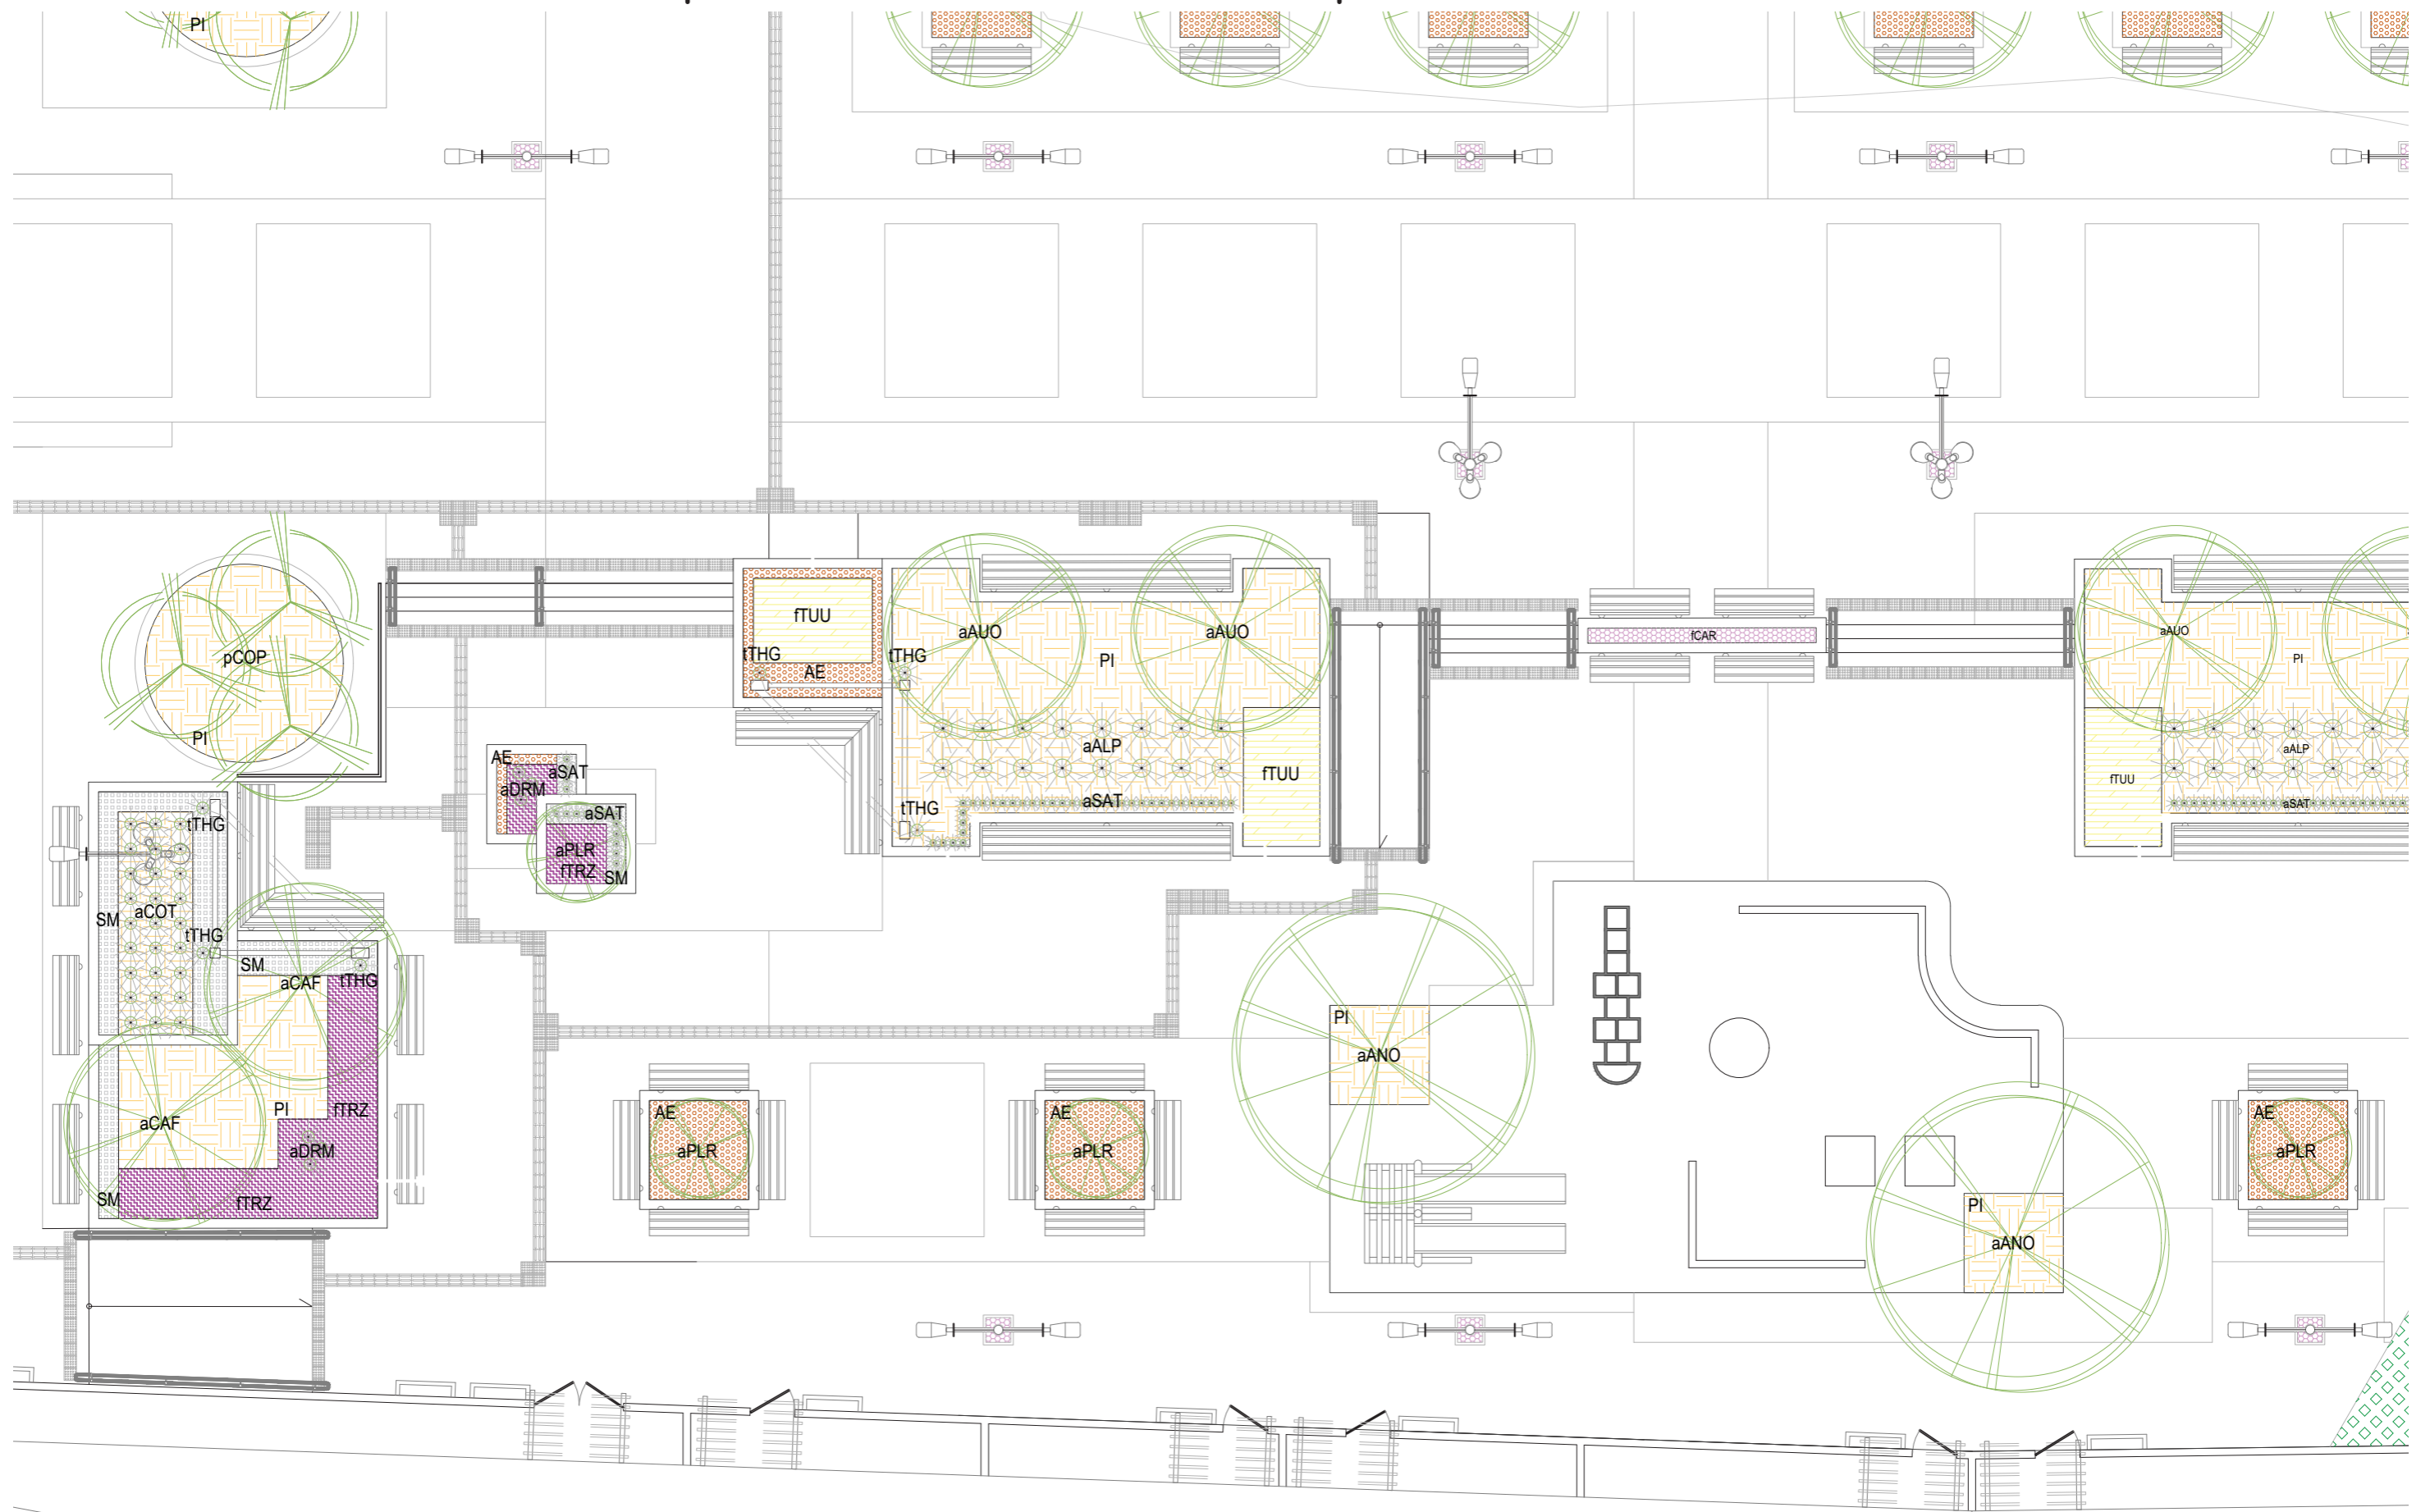 PI
fTUU
aAUO
aAUO
aAUO
fCAR
pCOP
tTHG
tTHG
PI
PI
AE
PI
aALP
aALP
AE
aSAT
fTUU
fTUU
aDRM
aSAT
aSAT
tTHG
aSAT
tTHG
aPLR
fTRZ
SM
SM
aCOT
tTHG
SM
aCAF
tTHG
PI
aANO
aCAF
PI
fTRZ
AE
AE
AE
aDRM
aPLR
aPLR
aPLR
SM
fTRZ
PI
aANO